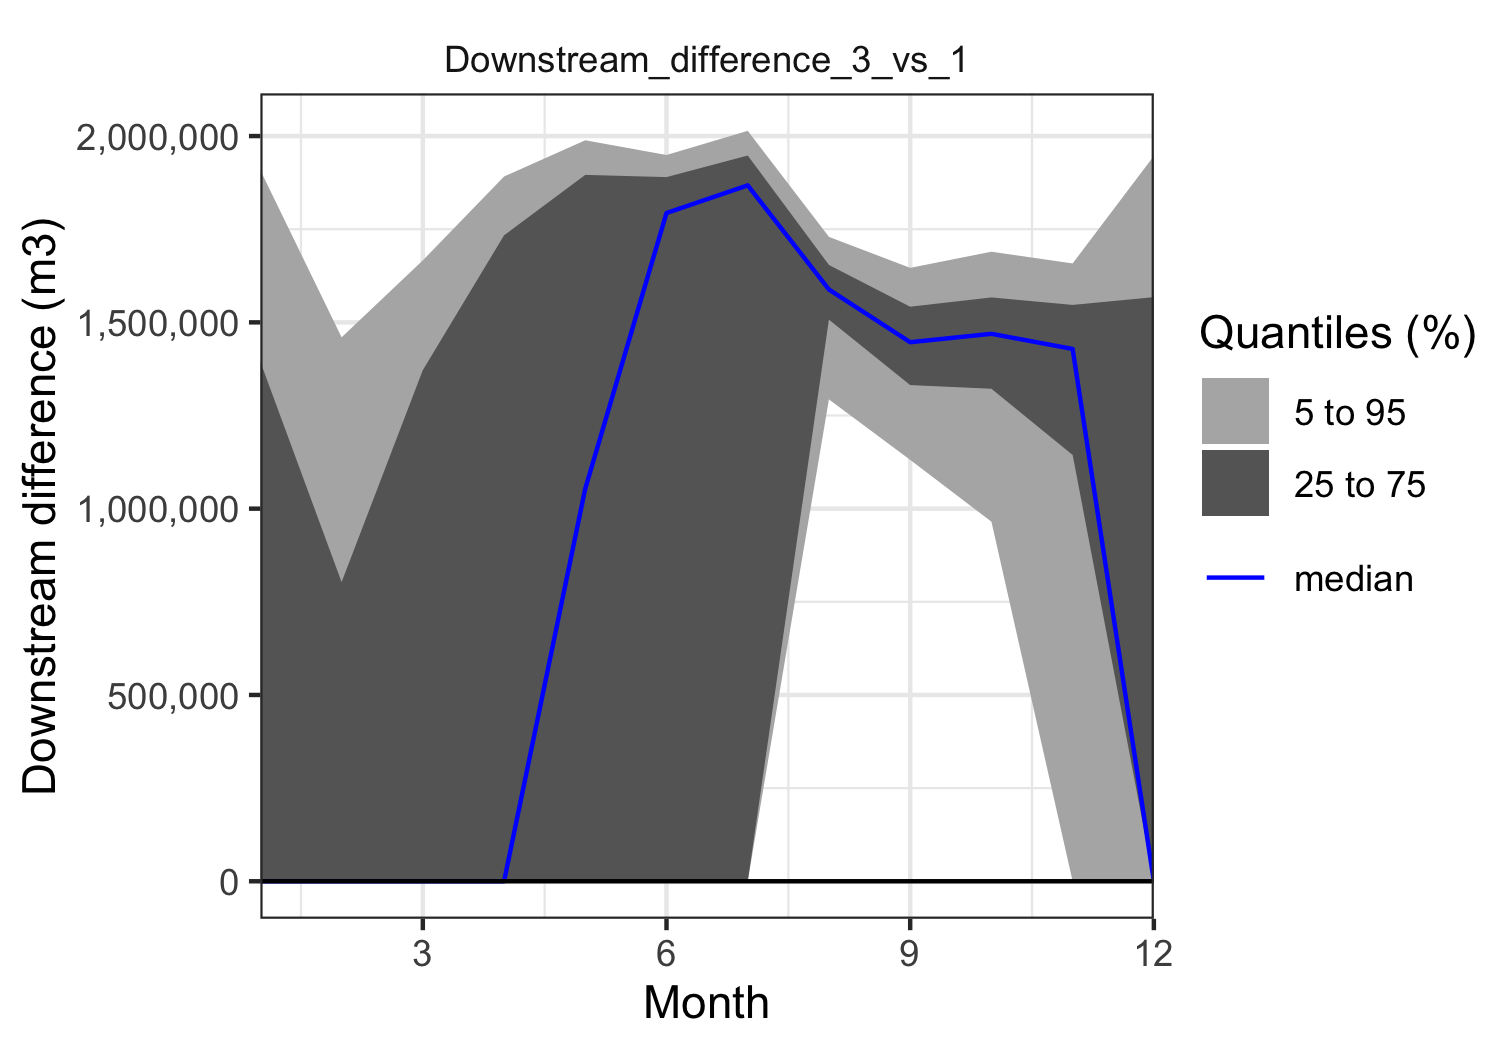 Downstream_difference_3_vs_1
Downstream difference (m3)
2,000,000
1,500,000
1,000,000
500,000
0
3
6
9
12
Month
Quantiles (%)
5 to 95
25 to 75
median